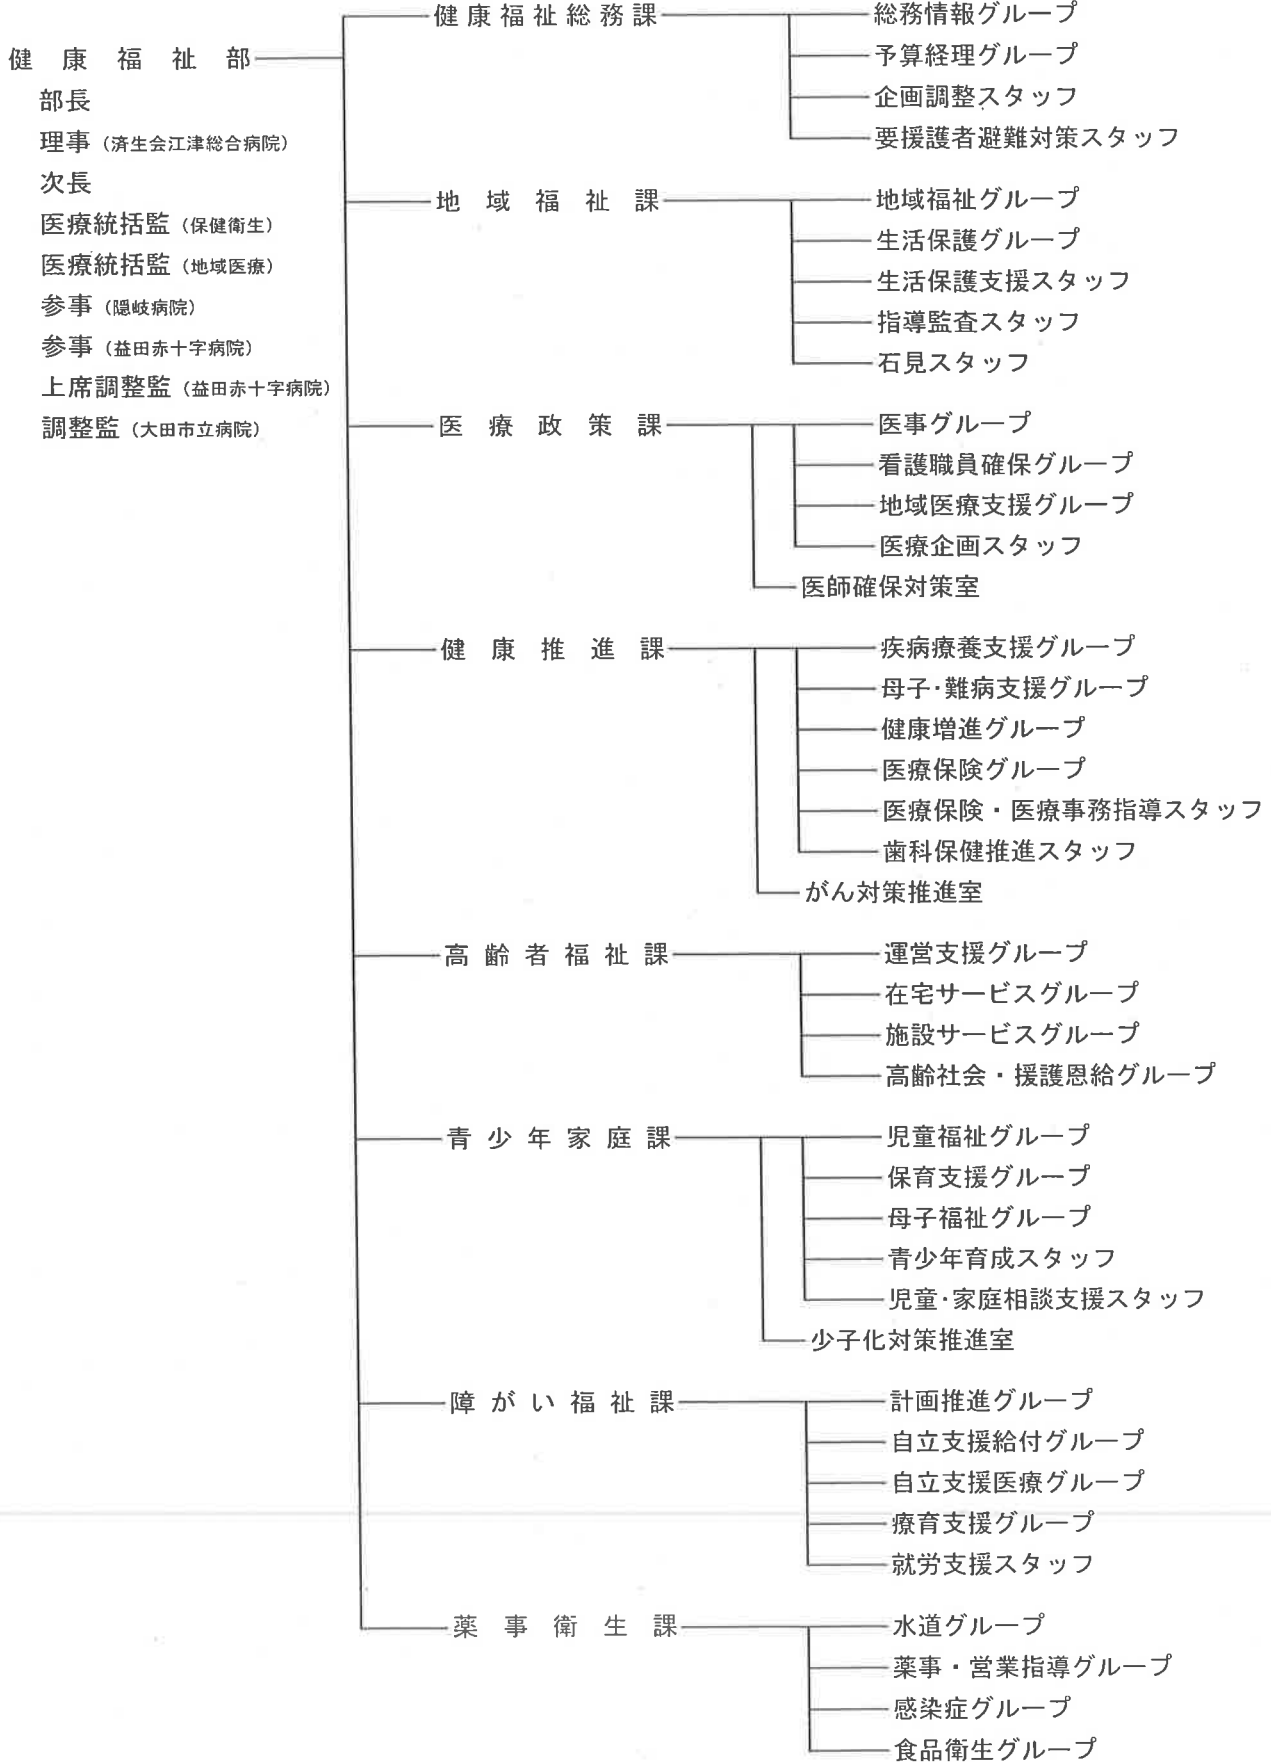 健康福祉部
部長
理事（済生会江津総合病院）
次長
医療統括監（保健衛生）
医療統括監（地域医療）
参事（隠岐病院）
参事（益田赤十字病院）
上席調整監（益田赤十字病院）
調整監（大田市立病院）
健康福祉総務課
総務情報グループ
予算経理グループ
企画調整スタッフ
要援護者避難対策スタッフ
地域福祉課
地域福祉グループ
生活保護グループ
生活保護支援スタッフ
指導監査スタッフ
石見スタッフ
医療政策課
医事グループ
看護職員確保グループ
地域医療支援グループ
医療企画スタッフ
医師確保対策室
健康推進課
疾病療養支援グループ
母子・難病支援グループ
健康増進グループ
医療保険グループ
医療保険・医療事務指導スタッフ
歯科保健推進スタッフ
がん対策推進室
高齢者福祉課
運営支援グループ
在宅サービスグループ
施設サービスグループ
高齢社会・援護恩給グループ
青少年家庭課
児童福祉グループ
保育支援グループ
母子福祉グループ
青少年育成スタッフ
児童・家庭相談支援スタッフ
少子化対策推進室
障がい福祉課
計画推進グループ
自立支援給付グループ
自立支援医療グループ
療育支援グループ
就労支援スタッフ
薬事衛生課
水道グループ
薬事・営業指導グループ
感染症グループ
食品衛生グループ